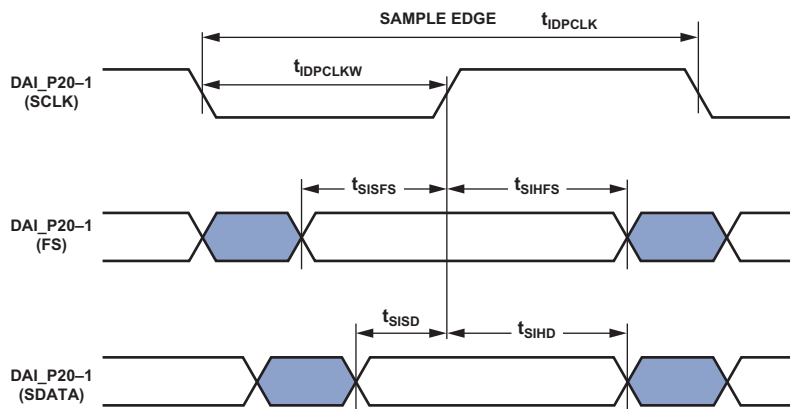 SAMPLE EDGE
tIDPCLK
tIDPCLKW
DAI_P20–1
(SCLK)
tSISFS
tSIHFS
DAI_P20–1
(FS)
tSISD
tSIHD
DAI_P20–1
(SDATA)